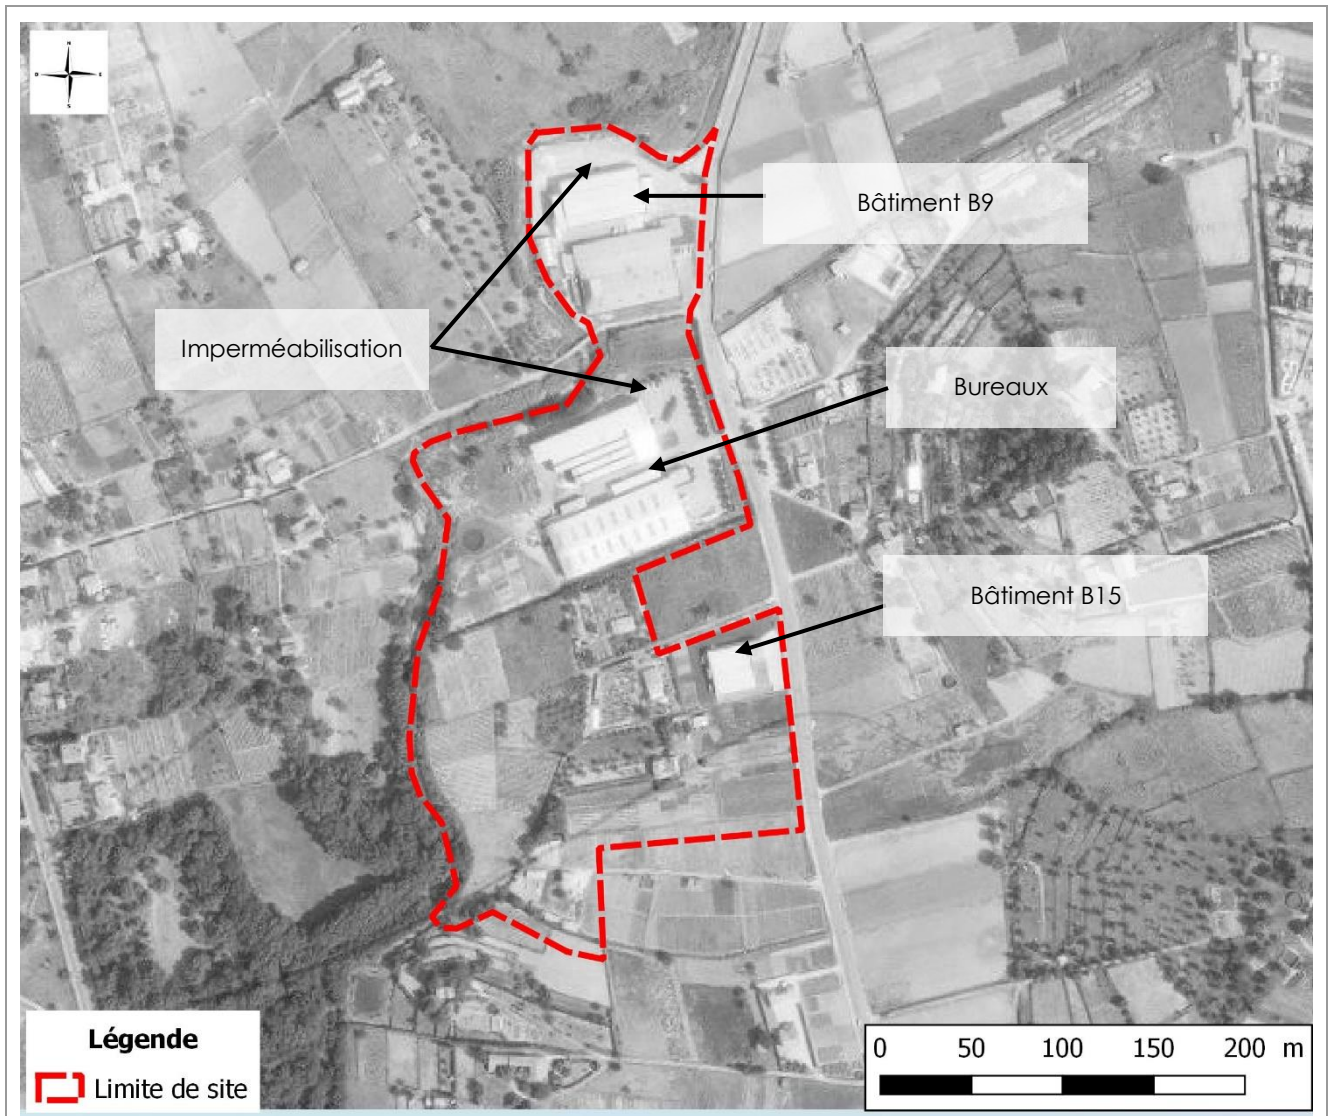 N
O
E
S
Bâtiment B9
Imperméabilisation
Bureaux
Bâtiment B15
Légende
Limite de site
0 50 100 150 200 m